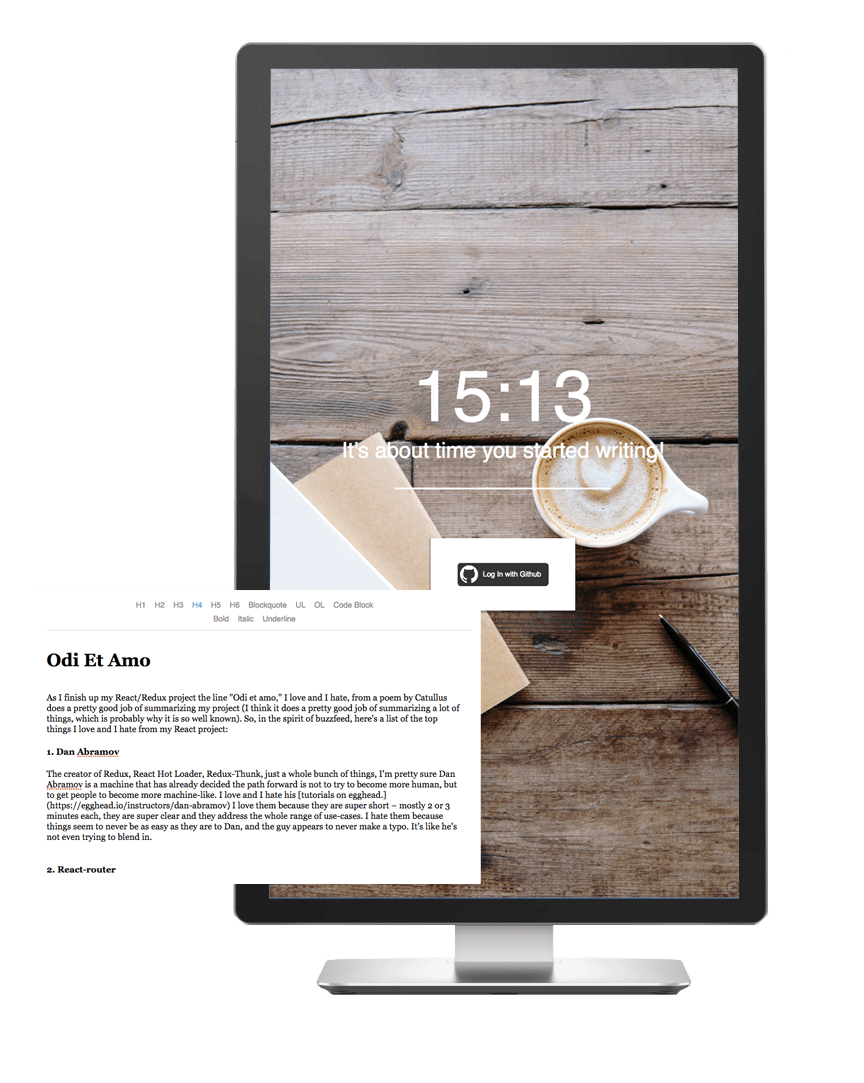 15:13
It's about time you started writing!
Log In with Github
H1 H2 H3 H4 H5 H6 Blockquote UL OL Code Block
Bold Italic Underline
Odi Et Amo
As I finish up my React/Redux project the line "Odi et amo," I love and I hate, from a poem by Catullus
does a pretty good job of summarizing my project (I think it does a pretty good job of summarizing a lot of
things, which is probably why it is so well known). So, in the spirit of buzzfeed, here's a list of the top
things I love and I hate from my React project:
1. Dan Abramov
The creator of Redux, React Hot Loader, Redux-Thunk, just a whole bunch of things, I'm pretty sure Dan
Abramov is a machine that has already decided the path forward is not to try to become more human, but
to get people to become more machine-like. I love and I hate his [tutorials on egghead.]
(https://egghead.io/instructors/dan-abramov) I love them because they are super short – mostly 2 or 3
minutes each, they are super clear and they address the whole range of use-cases. I hate them because
things seem to never be as easy as they are to Dan, and the guy appears to never make a typo. It's like he's
not even trying to blend in.
2. React-router